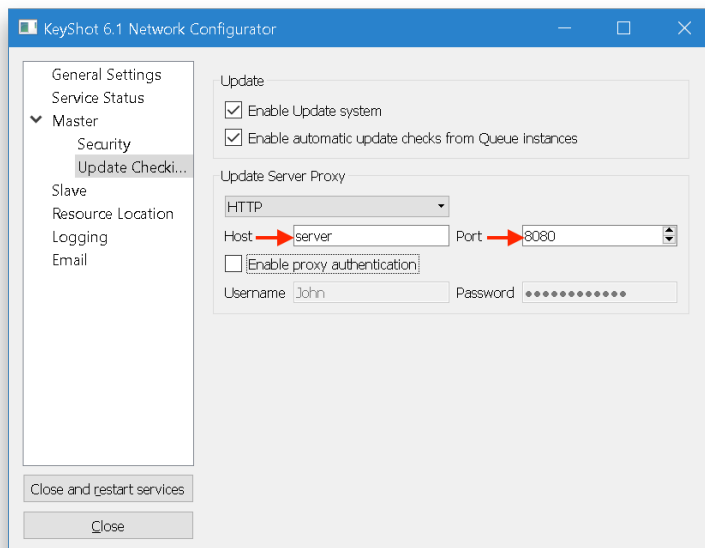 KeyShot 6.1 Network Configurator
General Settings
Service Status
Master
Security
Update Checki...
Slave
Resource Location
Logging
Email
Close and restart services
Close
Update
Enable Update system
Enable automatic update checks from Queue instances
Update Server Proxy
HTTP
Host server Port 8080
Enable proxy authentication
Username John Password ●●●●●●●●●●●●